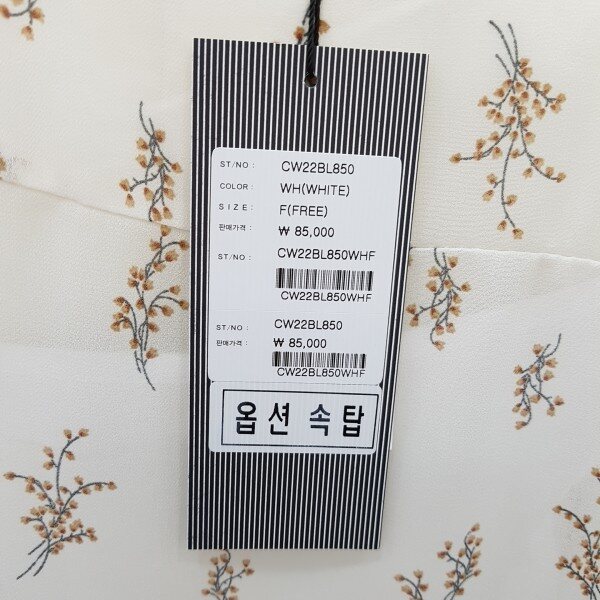 ST/NO : CW22BL850
COLOR : WH(WHITE)
SIZE : F(FREE)
판매가격 : ₩ 85,000
ST/NO : CW22BL850WHF
CW22BL850WHF
ST/NO : CW22BL850
판매가격 : ₩ 85,000
CW22BL850WHF
옵션 속탑